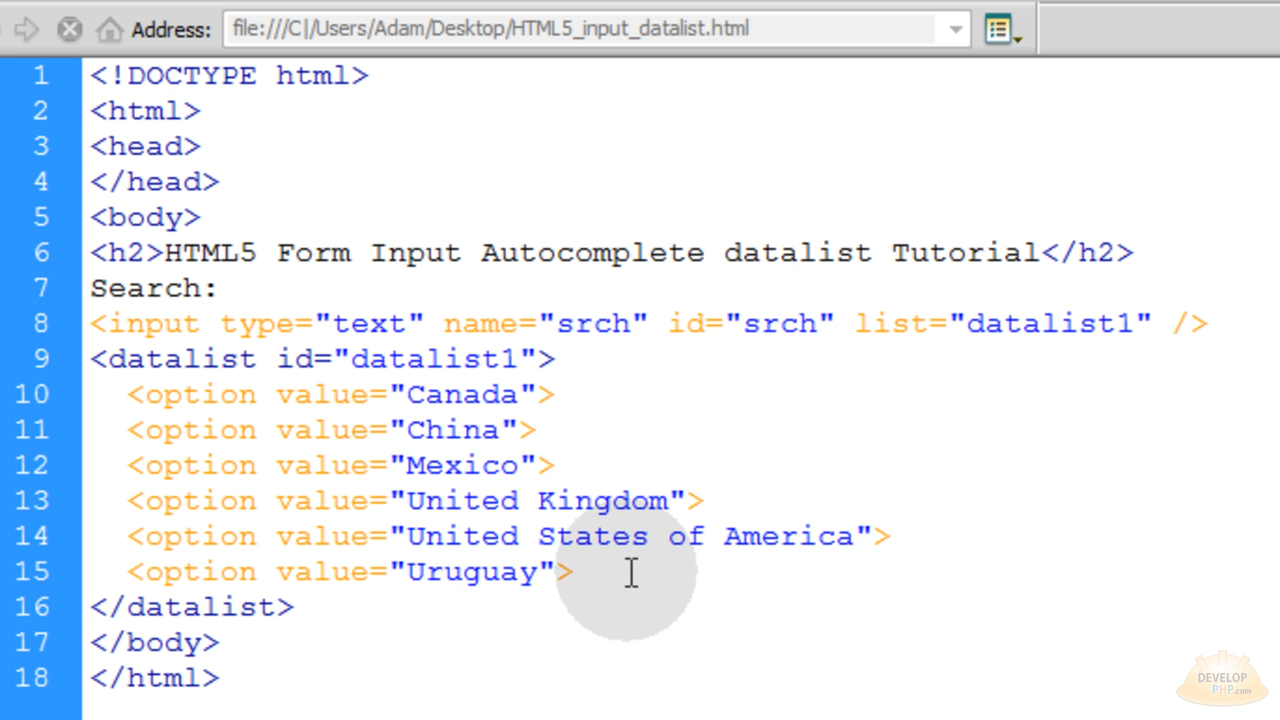 Address: file:///C|/Users/Adam/Desktop/HTML5_input_datalist.html
1 <!DOCTYPE html>
2 <html>
3 <head>
4 </head>
5 <body>
6 <h2>HTML5 Form Input Autocomplete datalist Tutorial</h2>
7 Search:
8 <input type="text" name="srch" id="srch" list="datalist1" />
9 <datalist id="datalist1">
10   <option value="Canada">
11   <option value="China">
12   <option value="Mexico">
13   <option value="United Kingdom">
14   <option value="United States of America">
15   <option value="Uruguay">
16 </datalist>
17 </body>
18 </html>
DEVELOP
PHP.com